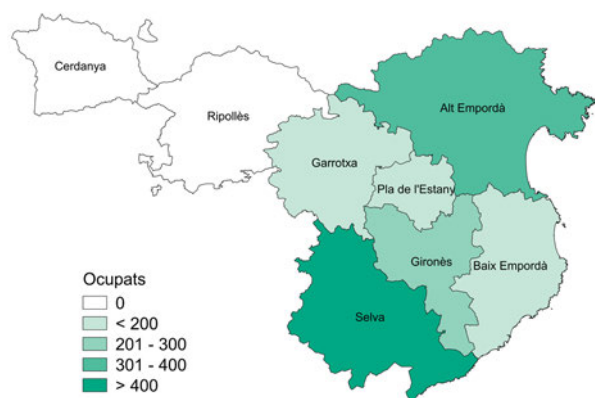 Cerdanya
Ripollès
Alt Empordà
Garrotxa
Pla de l'Estany
Gironès
Baix Empordà
Selva
Ocupats
0
< 200
201 - 300
301 - 400
> 400